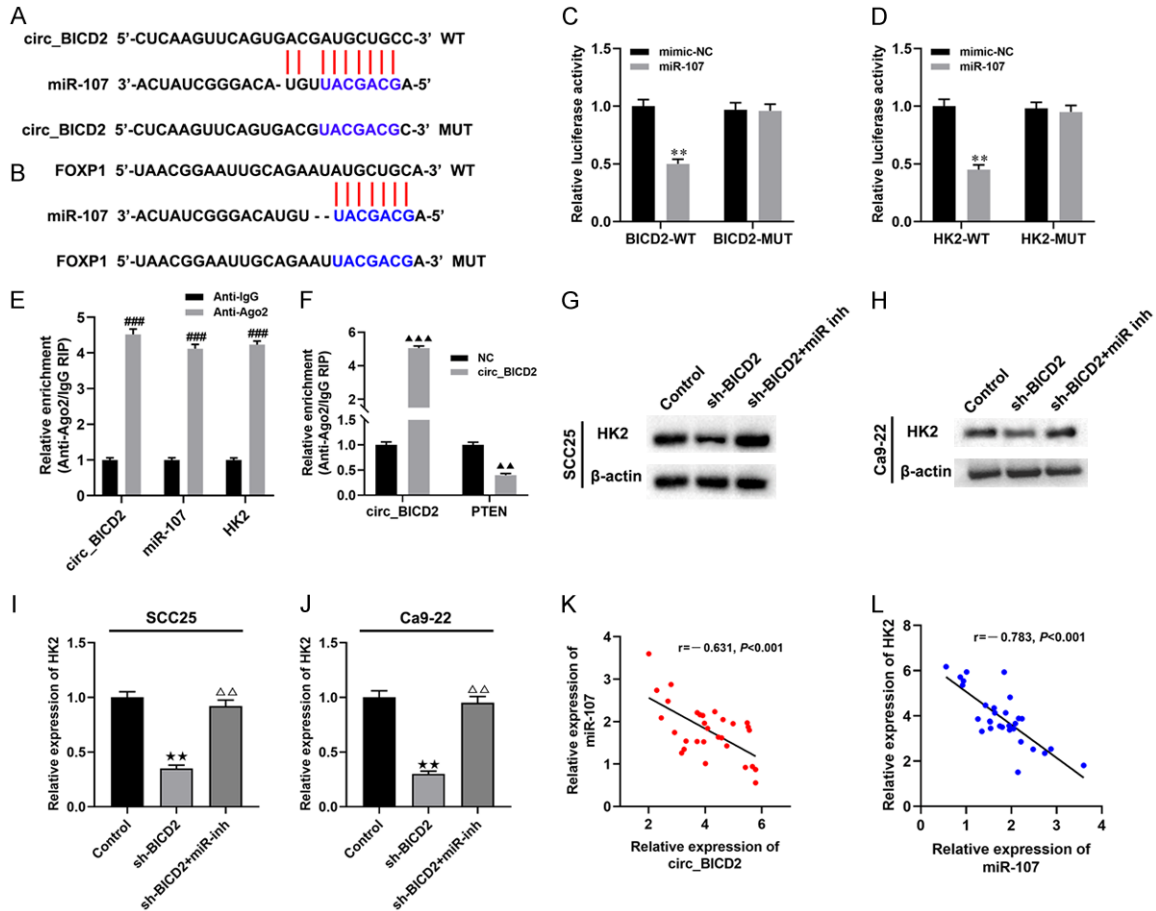 A
circ_BICD2 5'-CUCAAGUUCAGUGACGAUGCUGCC-3' WT
miR-107 3'-ACUAUCGGGACA- UGUUACGACGA-5'
circ_BICD2 5'-CUCAAGUUCAGUGACGUACGACGC-3' MUT
B
FOXP1 5'-UAACGGAAUUGCAGAAUAUGCUGCA-3' WT
miR-107 3'-ACUAUCGGGACAUGU - -UACGACGA-5'
FOXP1 5'-UAACGGAAUUGCAGAAUUACGACGA-3' MUT
C
Relative luciferase activity
mimic-NC
miR-107
1.5
1.0
0.5
0.0
**
BICD2-WT BICD2-MUT
D
Relative luciferase activity
mimic-NC
miR-107
1.5
1.0
0.5
0.0
**
HK2-WT HK2-MUT
E
Relative enrichment
(Anti-Ago2/IgG RIP)
Anti-IgG
Anti-Ago2
5
4
3
2
1
0
### ### ###
circ_BICD2 miR-107 HK2
F
Relative enrichment
(Anti-Ago2/IgG RIP)
NC
circ_BICD2
6
4
2
1.5
1.0
0.5
0.0
▲▲▲
▲▲
circ_BICD2 PTEN
G
Control sh-BICD2 sh-BICD2+miR inh
SCC25
HK2
β-actin
H
Control sh-BICD2 sh-BICD2+miR inh
Ca9-22
HK2
β-actin
I
SCC25
Relative expression of HK2
1.5
1.0
0.5
0.0
★★
△△
Control sh-BICD2 sh-BICD2+miR-inh
J
Ca9-22
Relative expression of HK2
1.5
1.0
0.5
0.0
★★
△△
Control sh-BICD2 sh-BICD2+miR-inh
K
r=－0.631, P<0.001
Relative expression of
miR-107
4
3
2
1
0
2 4 6
Relative expression of
circ_BICD2
L
r=－0.783, P<0.001
Relative expression of HK2
8
6
4
2
0
0 1 2 3 4
Relative expression of
miR-107